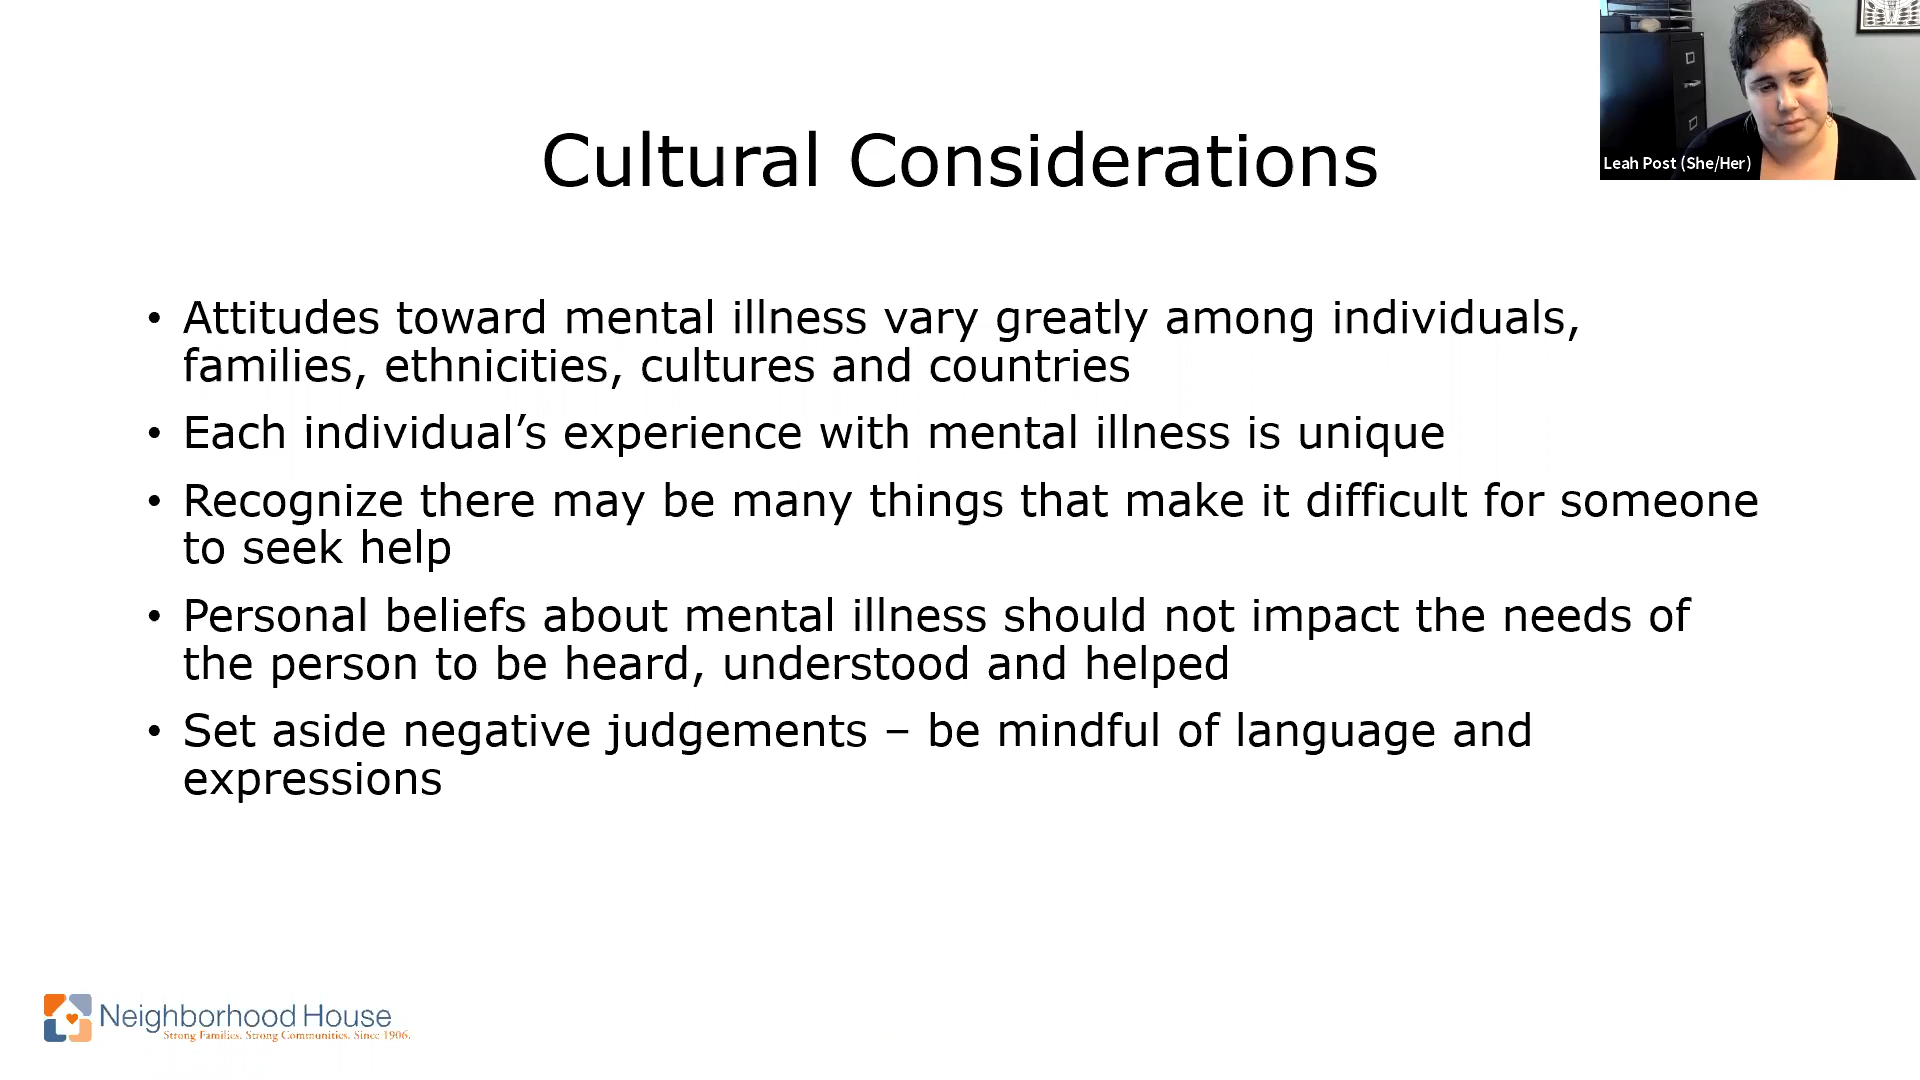 Cultural Considerations
Leah Post (She/Her)
• Attitudes toward mental illness vary greatly among individuals,
families, ethnicities, cultures and countries
• Each individual’s experience with mental illness is unique
• Recognize there may be many things that make it difficult for someone
to seek help
• Personal beliefs about mental illness should not impact the needs of
the person to be heard, understood and helped
• Set aside negative judgements – be mindful of language and
expressions
Neighborhood House
Strong Families. Strong Communities. Since 1906.